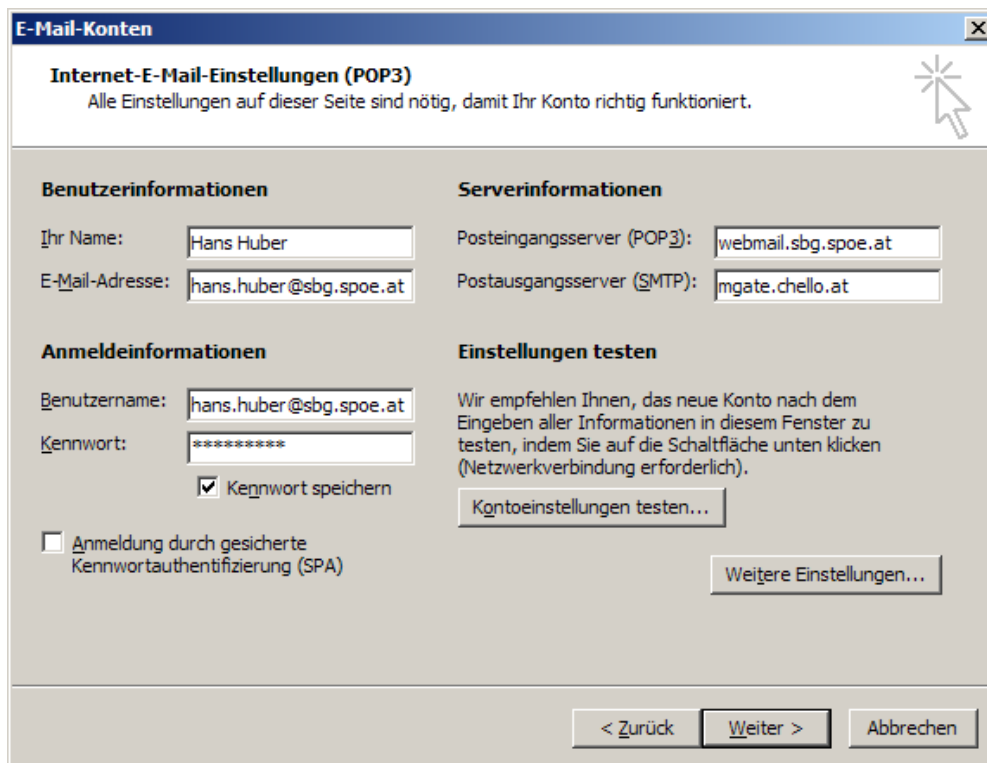 E-Mail-Konten
Internet-E-Mail-Einstellungen (POP3)
Alle Einstellungen auf dieser Seite sind nötig, damit Ihr Konto richtig funktioniert.
Benutzerinformationen
Ihr Name: Hans Huber
E-Mail-Adresse: hans.huber@sbg.spoe.at
Serverinformationen
Posteingangsserver (POP3): webmail.sbg.spoe.at
Postausgangsserver (SMTP): mgate.chello.at
Anmeldeinformationen
Benutzername: hans.huber@sbg.spoe.at
Kennwort: *********
Kennwort speichern
Anmeldung durch gesicherte
Kennwortauthentifizierung (SPA)
Einstellungen testen
Wir empfehlen Ihnen, das neue Konto nach dem
Eingeben aller Informationen in diesem Fenster zu
testen, indem Sie auf die Schaltfläche unten klicken
(Netzwerkverbindung erforderlich).
Kontoeinstellungen testen...
Weitere Einstellungen...
< Zurück
Weiter >
Abbrechen